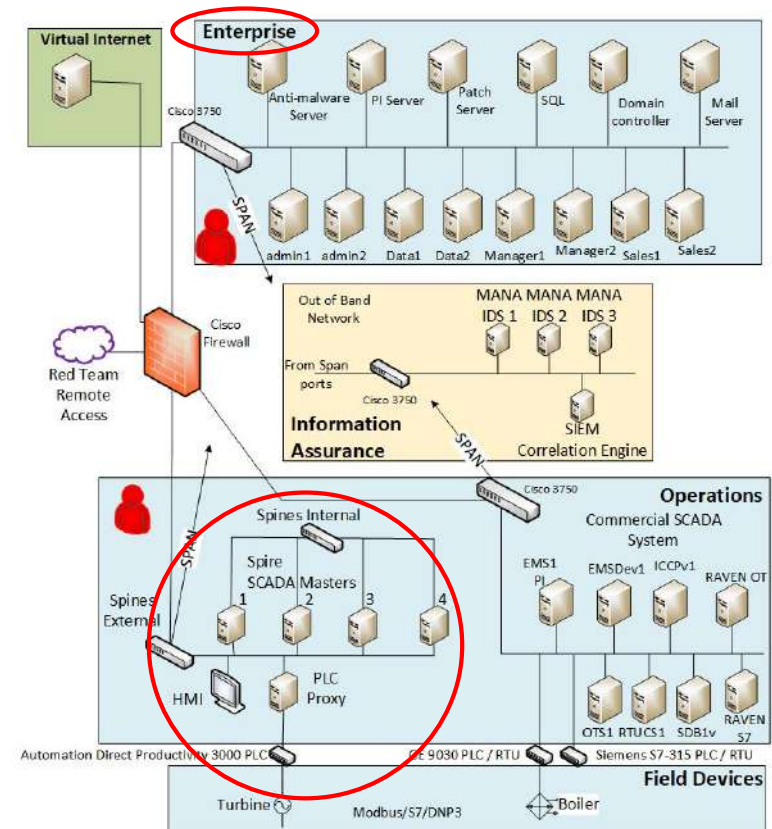 Virtual Internet
Enterprise
Anti-malware
Server
PI Server
Patch
Server
SQL
Domain
controller
Mail
Server
Cisco 3750
SPAN
admin1
admin2
Data1
Data2
Manager1
Manager2
Sales1
Sales2
Out of Band
Network
MANA MANA MANA
IDS 1 IDS 2 IDS 3
From Span
ports
Cisco 3750
Information
Assurance
SIEM
Correlation Engine
Cisco
Firewall
Red Team
Remote
Access
SPAN
SPAN
Cisco 3750
Operations
Commercial SCADA
System
Spines Internal
Spire
SCADA Masters
1 2 3 4
Spines
External
HMI
PLC
Proxy
EMS1
PI
EMSDev1
ICCPv1
RAVEN OT
OTS1
RTUCS1
SDB1v
RAVEN
S7
Automation Direct Productivity 3000 PLC
GE 9030 PLC / RTU
Siemens S7-315 PLC / RTU
Field Devices
Turbine
Modbus/S7/DNP3
Boiler